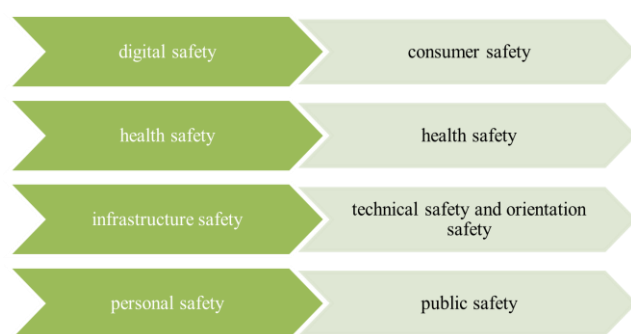 digital safety
consumer safety
health safety
health safety
infrastructure safety
technical safety and orientation
safety
personal safety
public safety